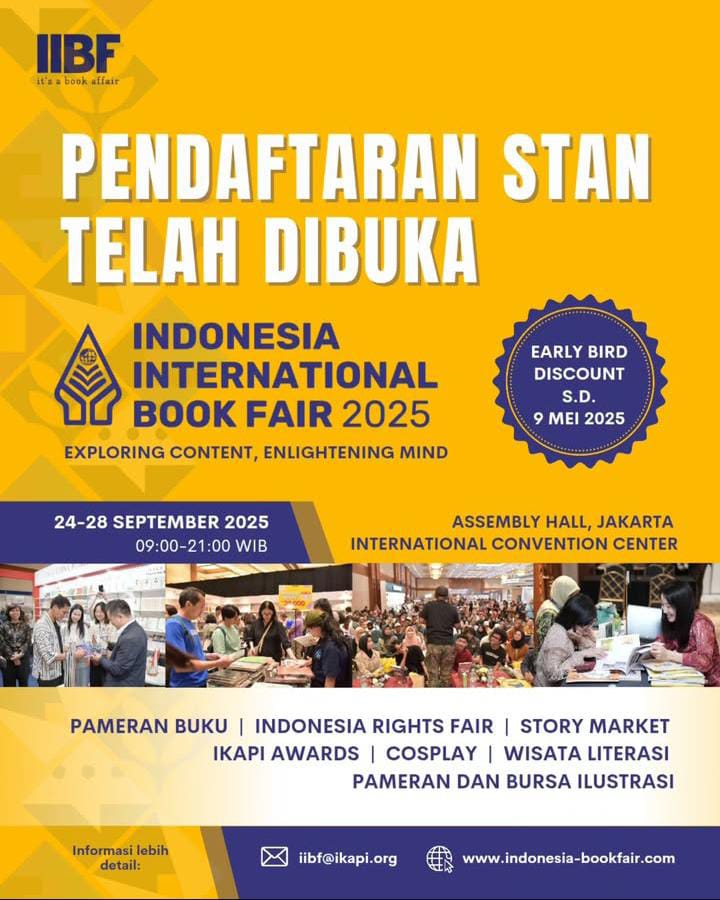 IIBF
it's a book affair
PENDAFTARAN STAN
TELAH DIBUKA
INDONESIA
INTERNATIONAL
BOOK FAIR 2025
EXPLORING CONTENT, ENLIGHTENING MIND
EARLY BIRD
DISCOUNT
S.D.
9 MEI 2025
24-28 SEPTEMBER 2025
09:00-21:00 WIB
ASSEMBLY HALL, JAKARTA
INTERNATIONAL CONVENTION CENTER
PAMERAN BUKU | INDONESIA RIGHTS FAIR | STORY MARKET
IKAPI AWARDS | COSPLAY | WISATA LITERASI
PAMERAN DAN BURSA ILUSTRASI
Informasi lebih
detail:
iibf@ikapi.org
www.indonesia-bookfair.com